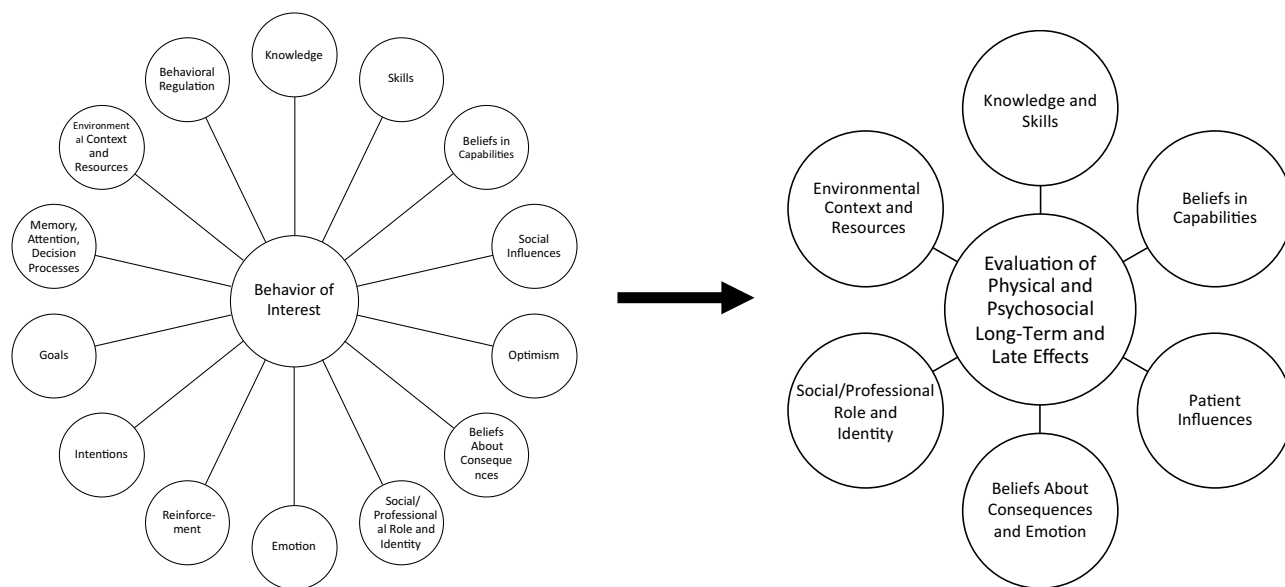 Knowledge
Skills
Beliefs in
Capabilities
Social
Influences
Optimism
Beliefs
About
Conseque
nces
Social/
Profession
al Role and
Identity
Emotion
Reinforce-
ment
Intentions
Goals
Memory,
Attention,
Decision
Processes
Environment
al Context
and
Resources
Behavioral
Regulation
Behavior of
Interest
Knowledge and
Skills
Beliefs in
Capabilities
Patient
Influences
Beliefs About
Consequences
and Emotion
Social/Professional
Role and
Identity
Environmental
Context and
Resources
Evaluation of
Physical and
Psychosocial
Long-Term and
Late Effects